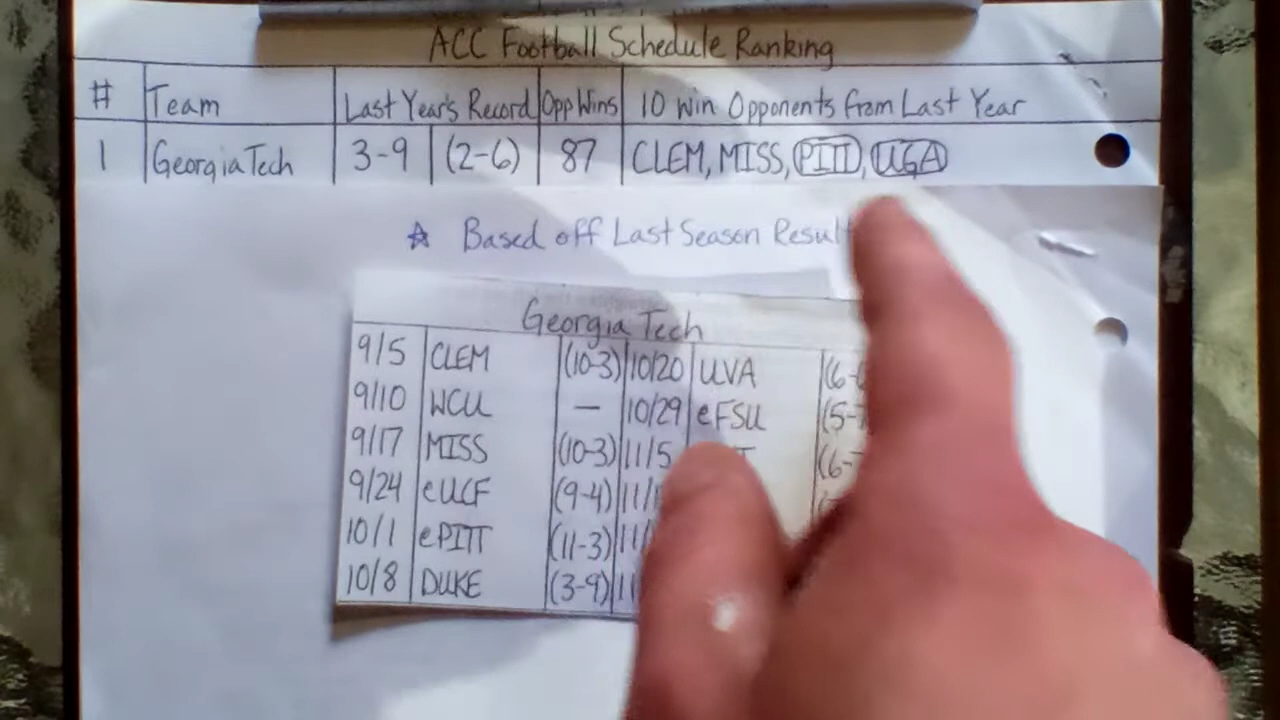 ACC Football Schedule Ranking
# Team Last Year's Record Opp Wins 10 Win Opponents from Last Year
1 Georgia Tech 3-9 (2-6) 87 CLEM, MISS, PITT, UGA
☆ Based off Last Season
Georgia Tech
9/5 CLEM (10-3) 10/20 UVA
9/10 WCU — 10/29 @FSU
9/17 MISS (10-3) 11/5
9/24 @UCF (9-4)
10/1 @PITT (11-3)
10/8 DUKE (3-9)